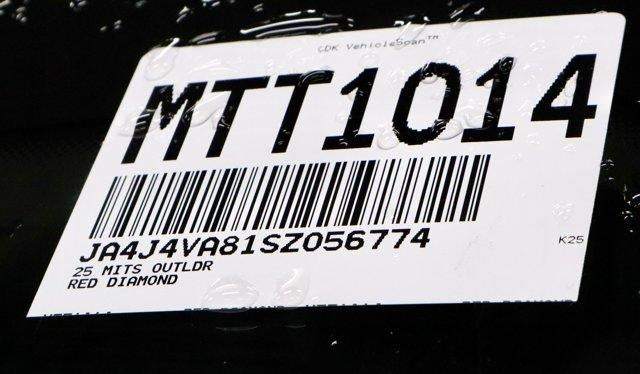 CDK VehicleScan™
MTT1014
JA4J4VA81SZ056774
K25
25 MITS OUTLDR
RED DIAMOND